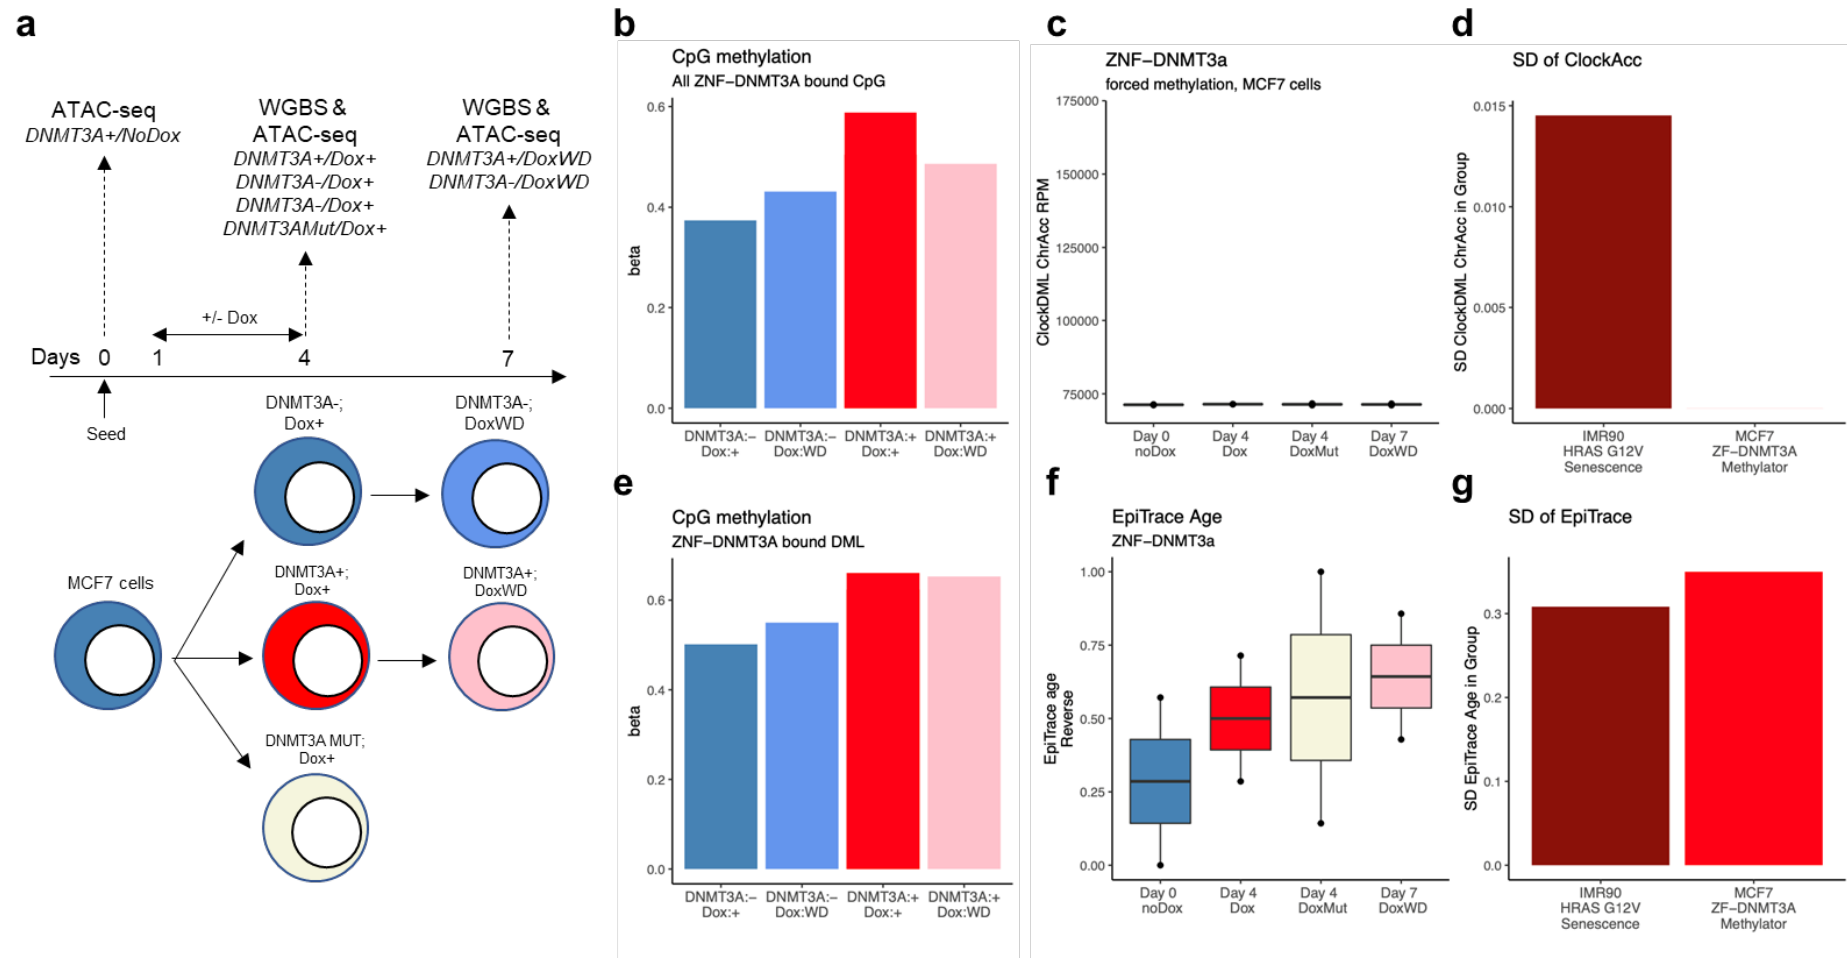 a
ATAC-seq
DNMT3A+/NoDox
WGBS &
ATAC-seq
DNMT3A+/Dox+
DNMT3A-/Dox+
DNMT3A-/Dox+
DNMT3AMut/Dox+
WGBS &
ATAC-seq
DNMT3A+/DoxWD
DNMT3A-/DoxWD
+/- Dox
Days 0 1 4 7
Seed
DNMT3A-;
Dox+
DNMT3A-;
DoxWD
MCF7 cells
DNMT3A+;
Dox+
DNMT3A+;
DoxWD
DNMT3A MUT;
Dox+
b
CpG methylation
All ZNF−DNMT3A bound CpG
beta
0.6
0.4
0.2
0.0
DNMT3A:− DNMT3A:− DNMT3A:+ DNMT3A:+
Dox:+ Dox:WD Dox:+ Dox:WD
c
ZNF−DNMT3a
forced methylation, MCF7 cells
ClockDML ChrAcc RPM
175000
150000
125000
100000
75000
Day 0 Day 4 Day 4 Day 7
noDox Dox DoxMut DoxWD
d
SD of ClockAcc
SD ClockDML ChrAcc in Group
0.015
0.010
0.005
0.000
IMR90 MCF7
HRAS G12V ZF−DNMT3A
Senescence Methylator
e
CpG methylation
ZNF−DNMT3A bound DML
beta
0.6
0.4
0.2
0.0
DNMT3A:− DNMT3A:− DNMT3A:+ DNMT3A:+
Dox:+ Dox:WD Dox:+ Dox:WD
f
EpiTrace Age
ZNF−DNMT3a
EpiTrace age
Reverse
1.00
0.75
0.50
0.25
0.00
Day 0 Day 4 Day 4 Day 7
noDox Dox DoxMut DoxWD
g
SD of EpiTrace
SD EpiTrace Age in Group
0.3
0.2
0.1
0.0
IMR90 MCF7
HRAS G12V ZF−DNMT3A
Senescence Methylator